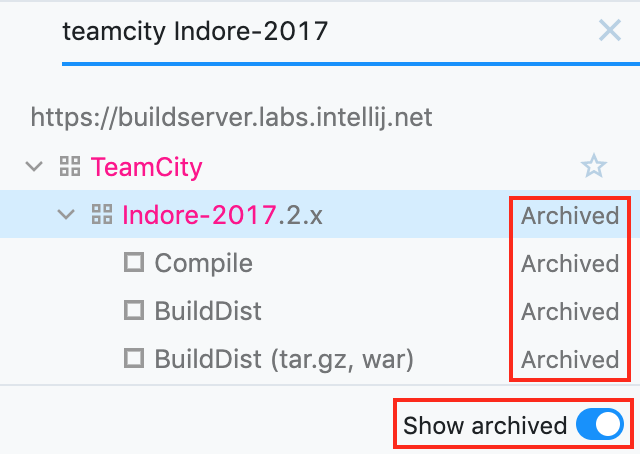 teamcity Indore-2017
https://buildserver.labs.intellij.net
TeamCity
Indore-2017.2.x Archived
Compile Archived
BuildDist Archived
BuildDist (tar.gz, war) Archived
Show archived